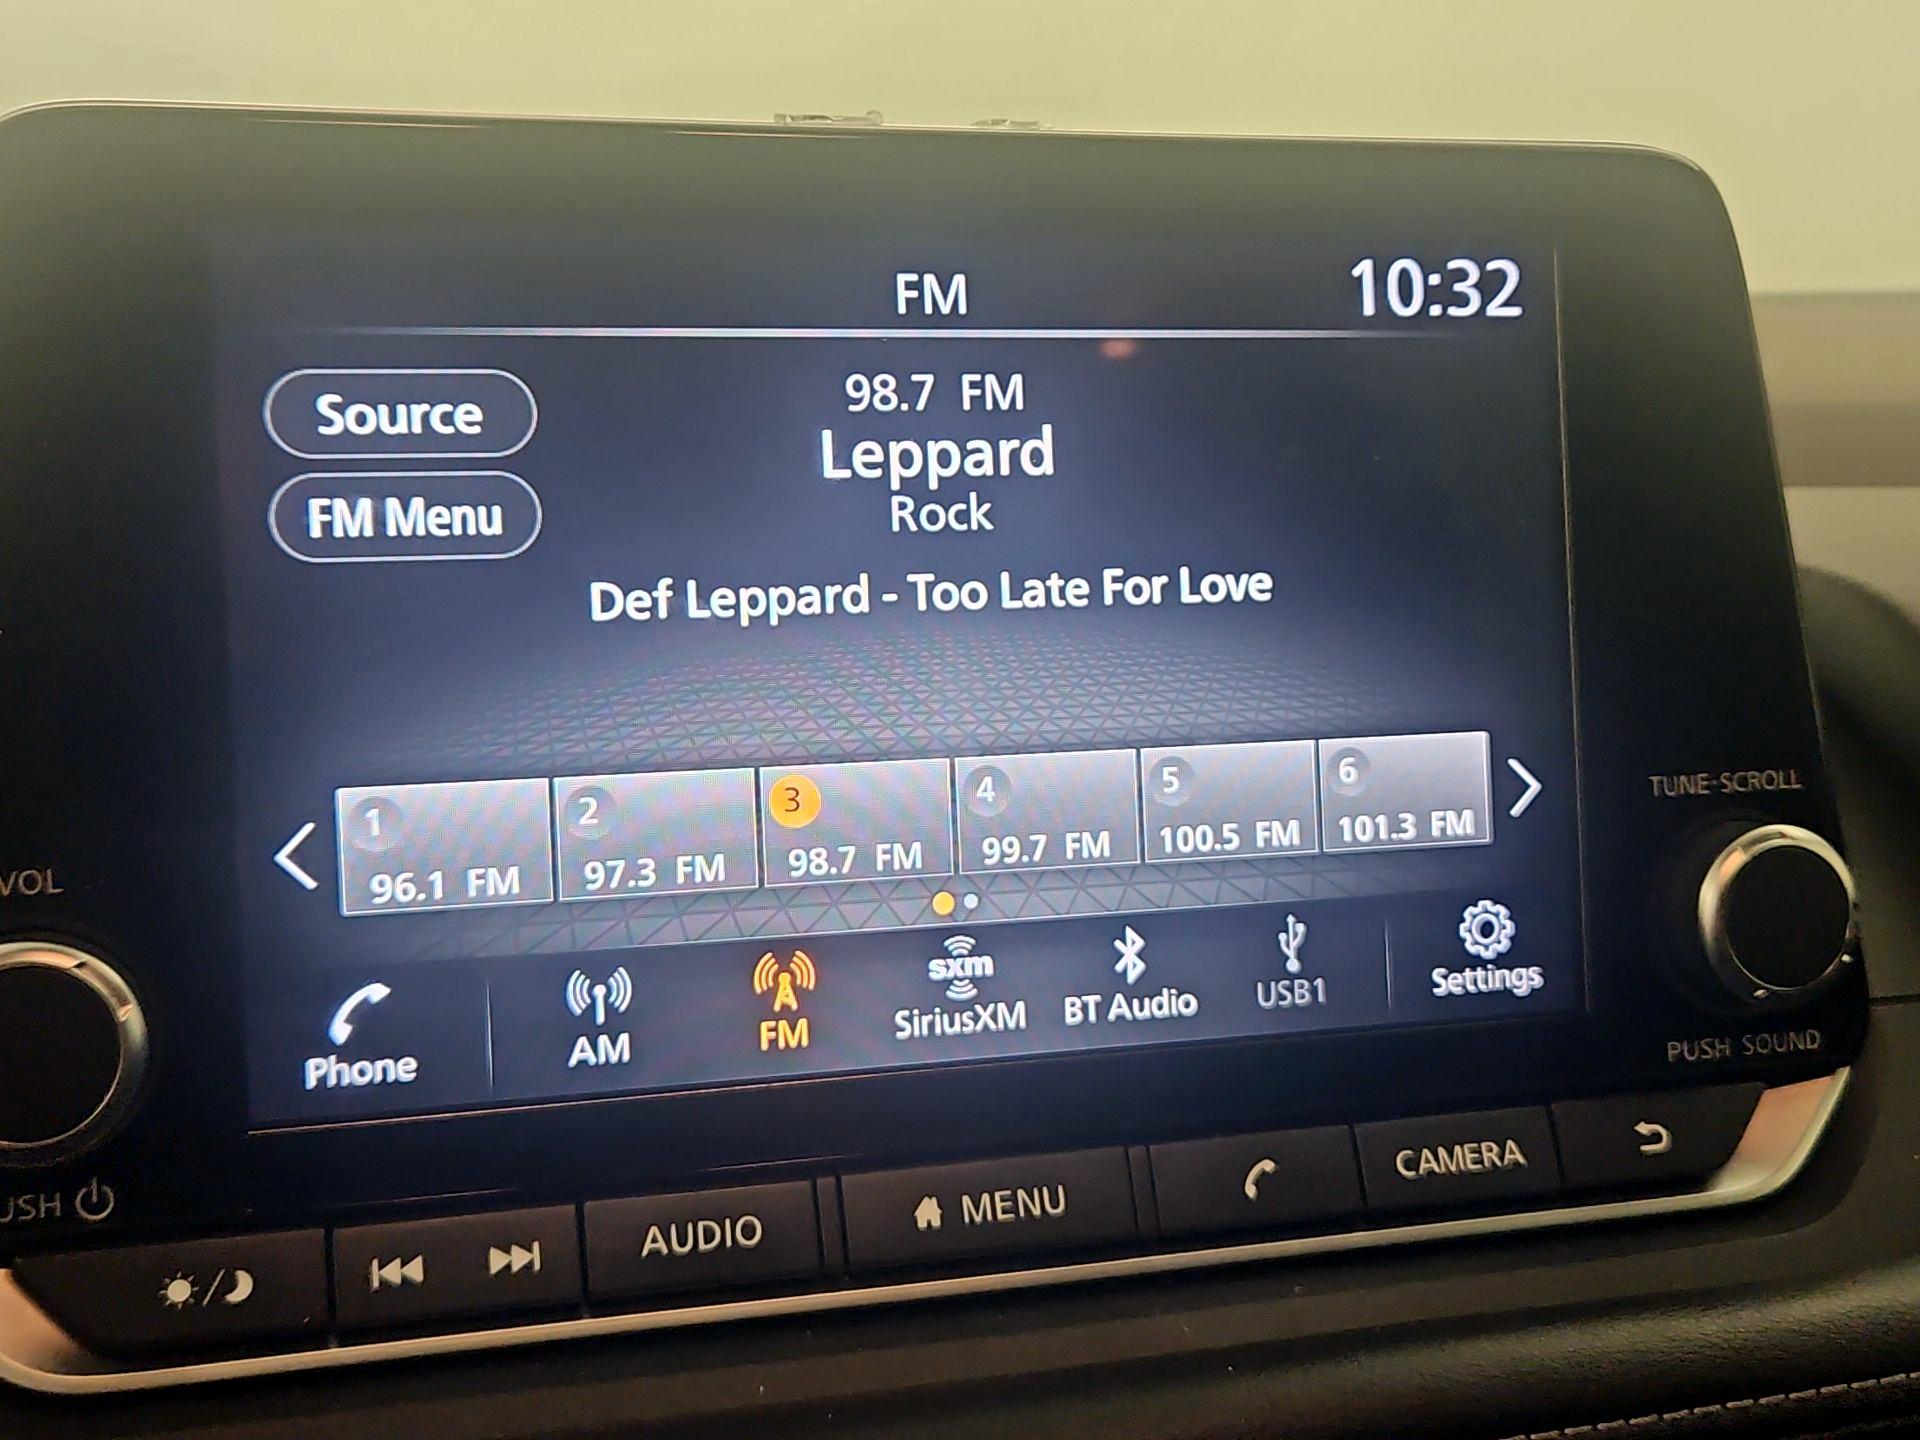 FM
10:32
Source
98.7 FM
Leppard
FM Menu
Rock
Def Leppard - Too Late For Love
1
2
3
4
5
6
96.1 FM
97.3 FM
98.7 FM
99.7 FM
100.5 FM
101.3 FM
TUNE·SCROLL
VOL
Phone
AM
FM
sxm
SiriusXM
BT Audio
USB1
Settings
PUSH SOUND
USH
AUDIO
MENU
CAMERA